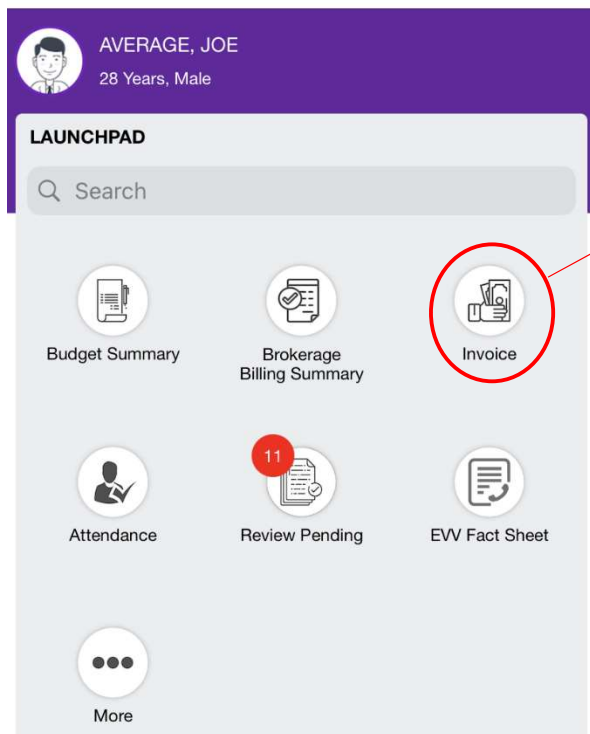 AVERAGE, JOE
28 Years, Male
LAUNCHPAD
Search
Budget Summary
Brokerage
Billing Summary
Invoice
11
Attendance
Review Pending
EVV Fact Sheet
More